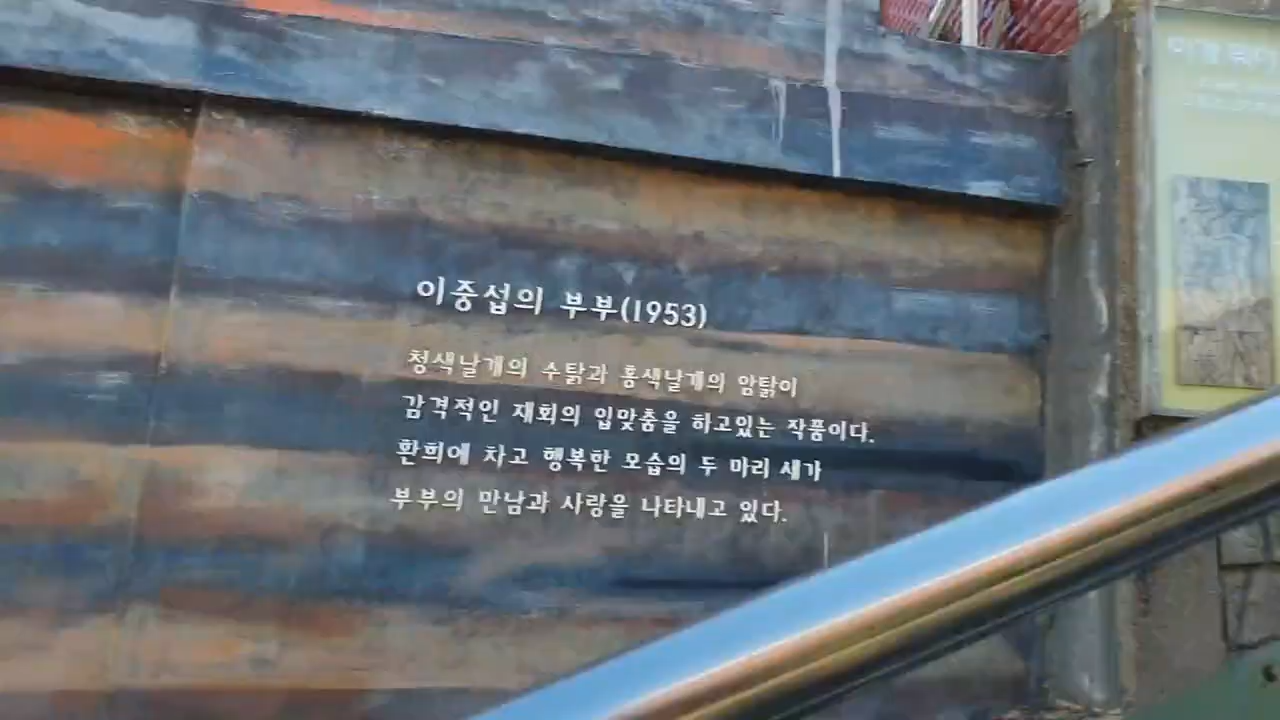 이중섭의 부부(1953)
청색날개의 수탉과 홍색날개의 암탉이
감격적인 재회의 입맞춤을 하고있는 작품이다.
환희에 차고 행복한 모습의 두 마리 새가
부부의 만남과 사랑을 나타내고 있다.